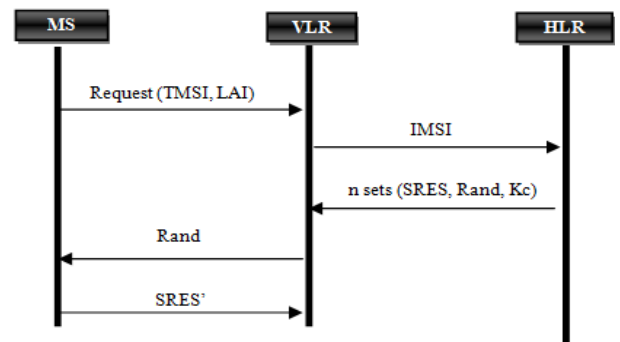 MS
VLR
HLR
Request (TMSI, LAI)
IMSI
n sets (SRES, Rand, Kc)
Rand
SRES’